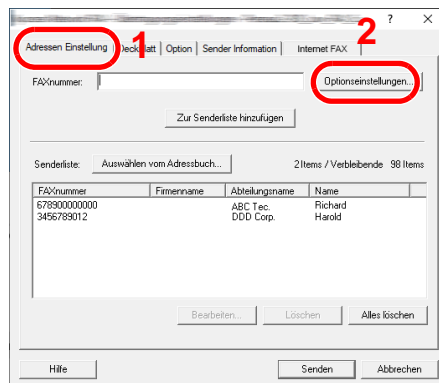 ? X
Adressen Einstellung 1 Deckblatt Option Sender Information Internet FAX 2
FAXnummer: Optionseinstellungen...
Zur Senderliste hinzufügen
Senderliste: Auswählen vom Adressbuch... 2 Items / Verbleibende 98 Items
FAXnummer Firmenname Abteilungsname Name
678900000000 ABC Tec. Richard
3456789012 DDD Corp. Harold
Bearbeiten... Löschen Alles löschen
Hilfe Senden Abbrechen